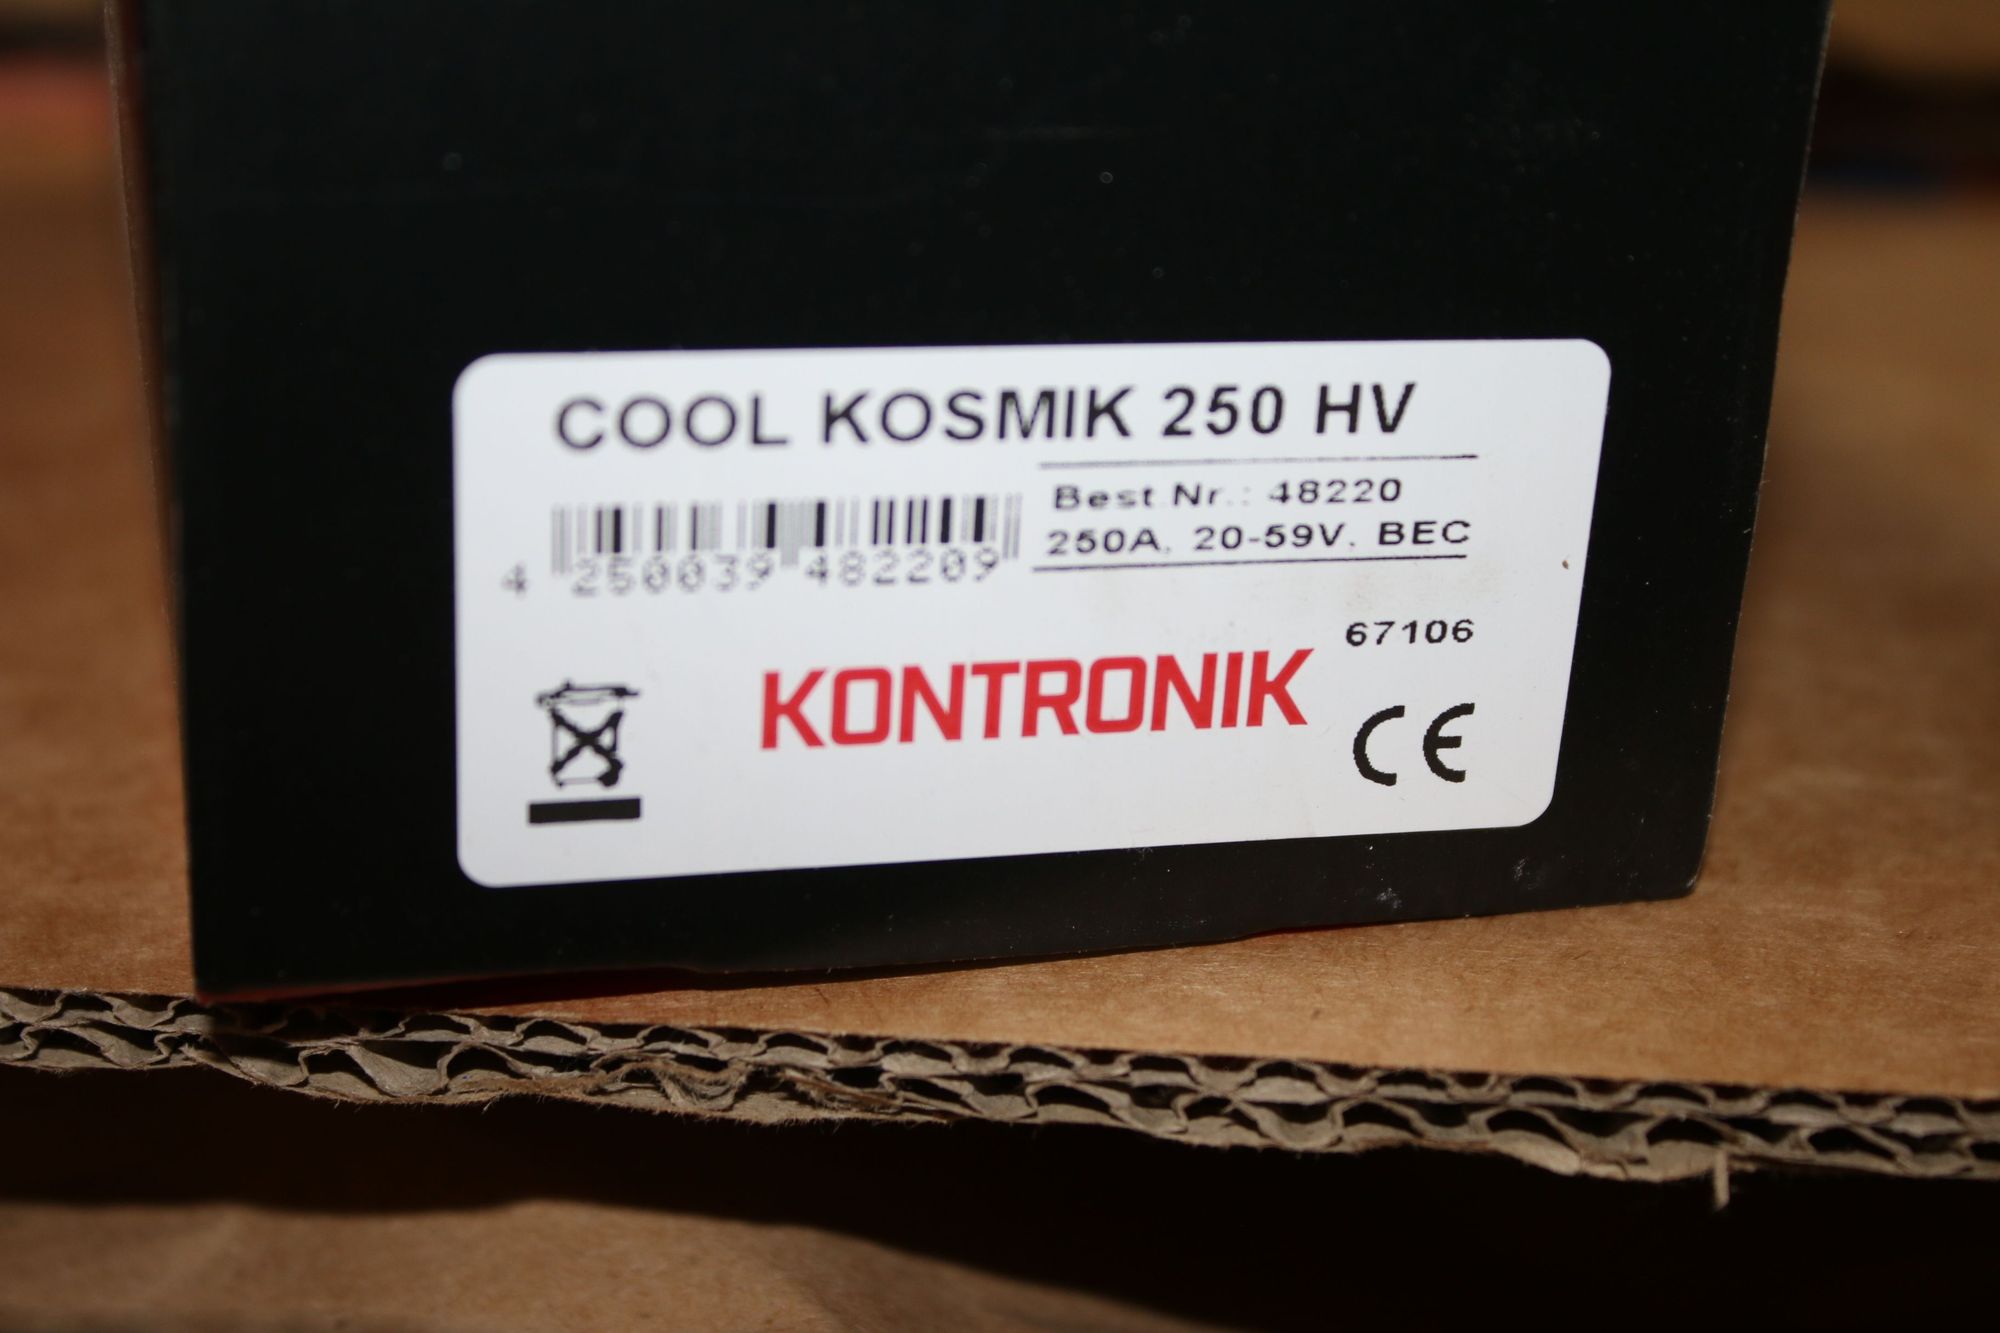 COOL KOSMIK 250 HV
Best.Nr.: 48220
250A, 20-59V, BEC
4 250039 482209
67106
KONTRONIK
CE